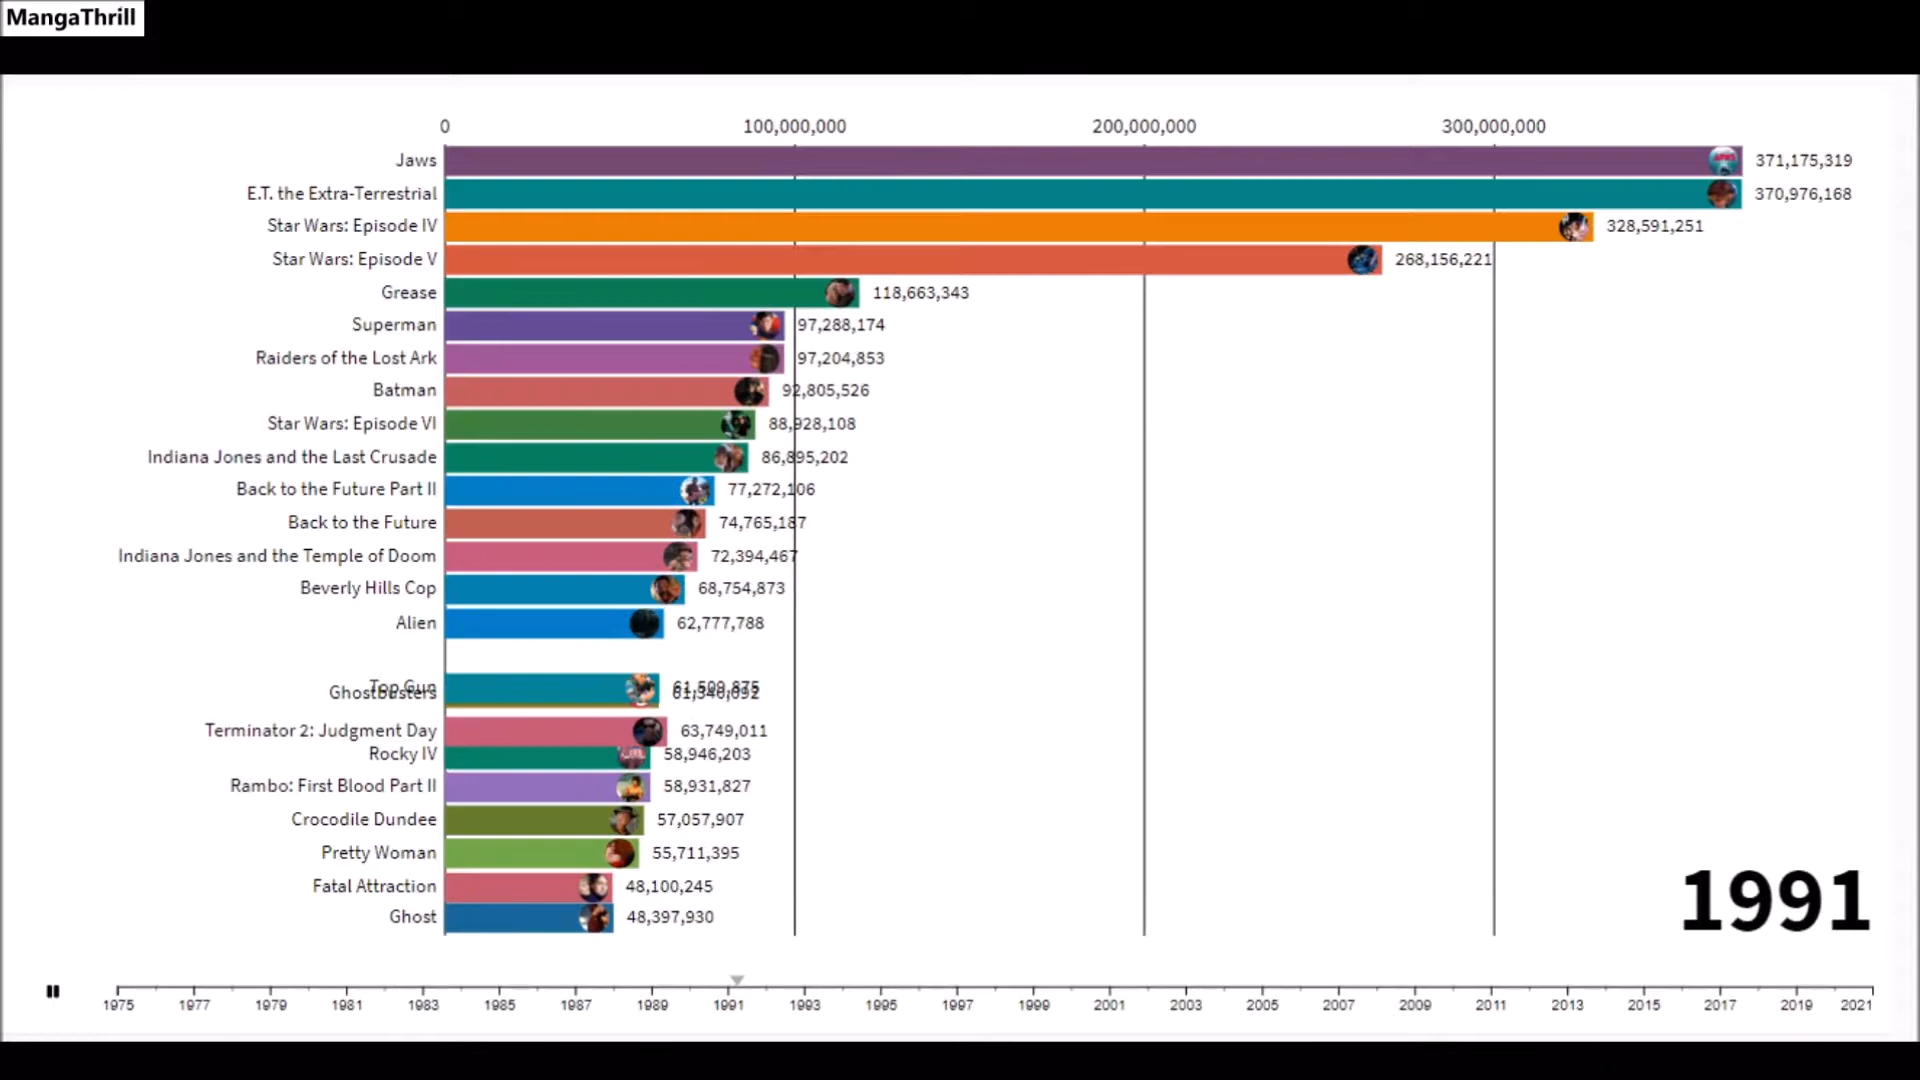 MangaThrill
0 100,000,000 200,000,000 300,000,000
Jaws 371,175,319
E.T. the Extra-Terrestrial 370,976,168
Star Wars: Episode IV 328,591,251
Star Wars: Episode V 268,156,221
Grease 118,663,343
Superman 97,288,174
Raiders of the Lost Ark 97,204,853
Batman 92,805,526
Star Wars: Episode VI 88,928,108
Indiana Jones and the Last Crusade 86,895,202
Back to the Future Part II 77,272,106
Back to the Future 74,765,187
Indiana Jones and the Temple of Doom 72,394,467
Beverly Hills Cop 68,754,873
Alien 62,777,788
Top Gun
Ghostbusters
Terminator 2: Judgment Day 63,749,011
Rocky IV 58,946,203
Rambo: First Blood Part II 58,931,827
Crocodile Dundee 57,057,907
Pretty Woman 55,711,395
Fatal Attraction 48,100,245
Ghost 48,397,930
1991
1975 1977 1979 1981 1983 1985 1987 1989 1991 1993 1995 1997 1999 2001 2003 2005 2007 2009 2011 2013 2015 2017 2019 2021